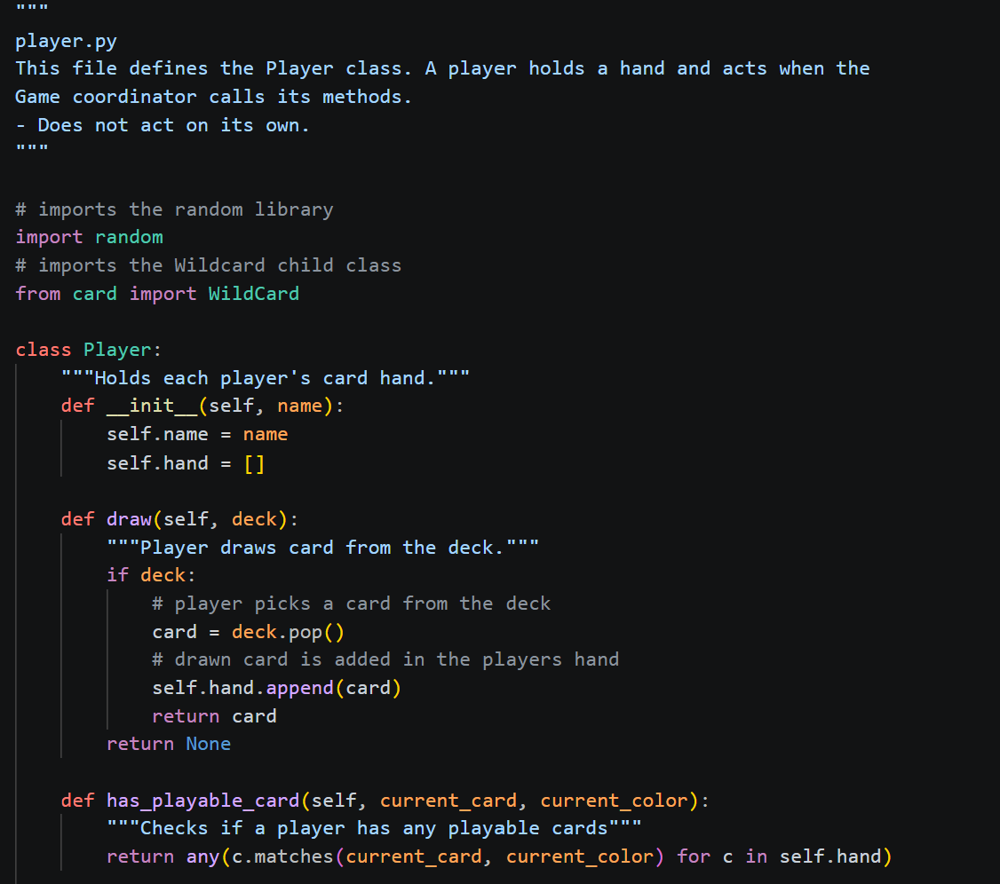 """
player.py
This file defines the Player class. A player holds a hand and acts when the
Game coordinator calls its methods.
- Does not act on its own.
"""

# imports the random library
import random
# imports the Wildcard child class
from card import WildCard

class Player:
    """Holds each player's card hand."""
    def __init__(self, name):
        self.name = name
        self.hand = []

    def draw(self, deck):
        """Player draws card from the deck."""
        if deck:
            # player picks a card from the deck
            card = deck.pop()
            # drawn card is added in the players hand
            self.hand.append(card)
            return card
        return None

    def has_playable_card(self, current_card, current_color):
        """Checks if a player has any playable cards"""
        return any(c.matches(current_card, current_color) for c in self.hand)